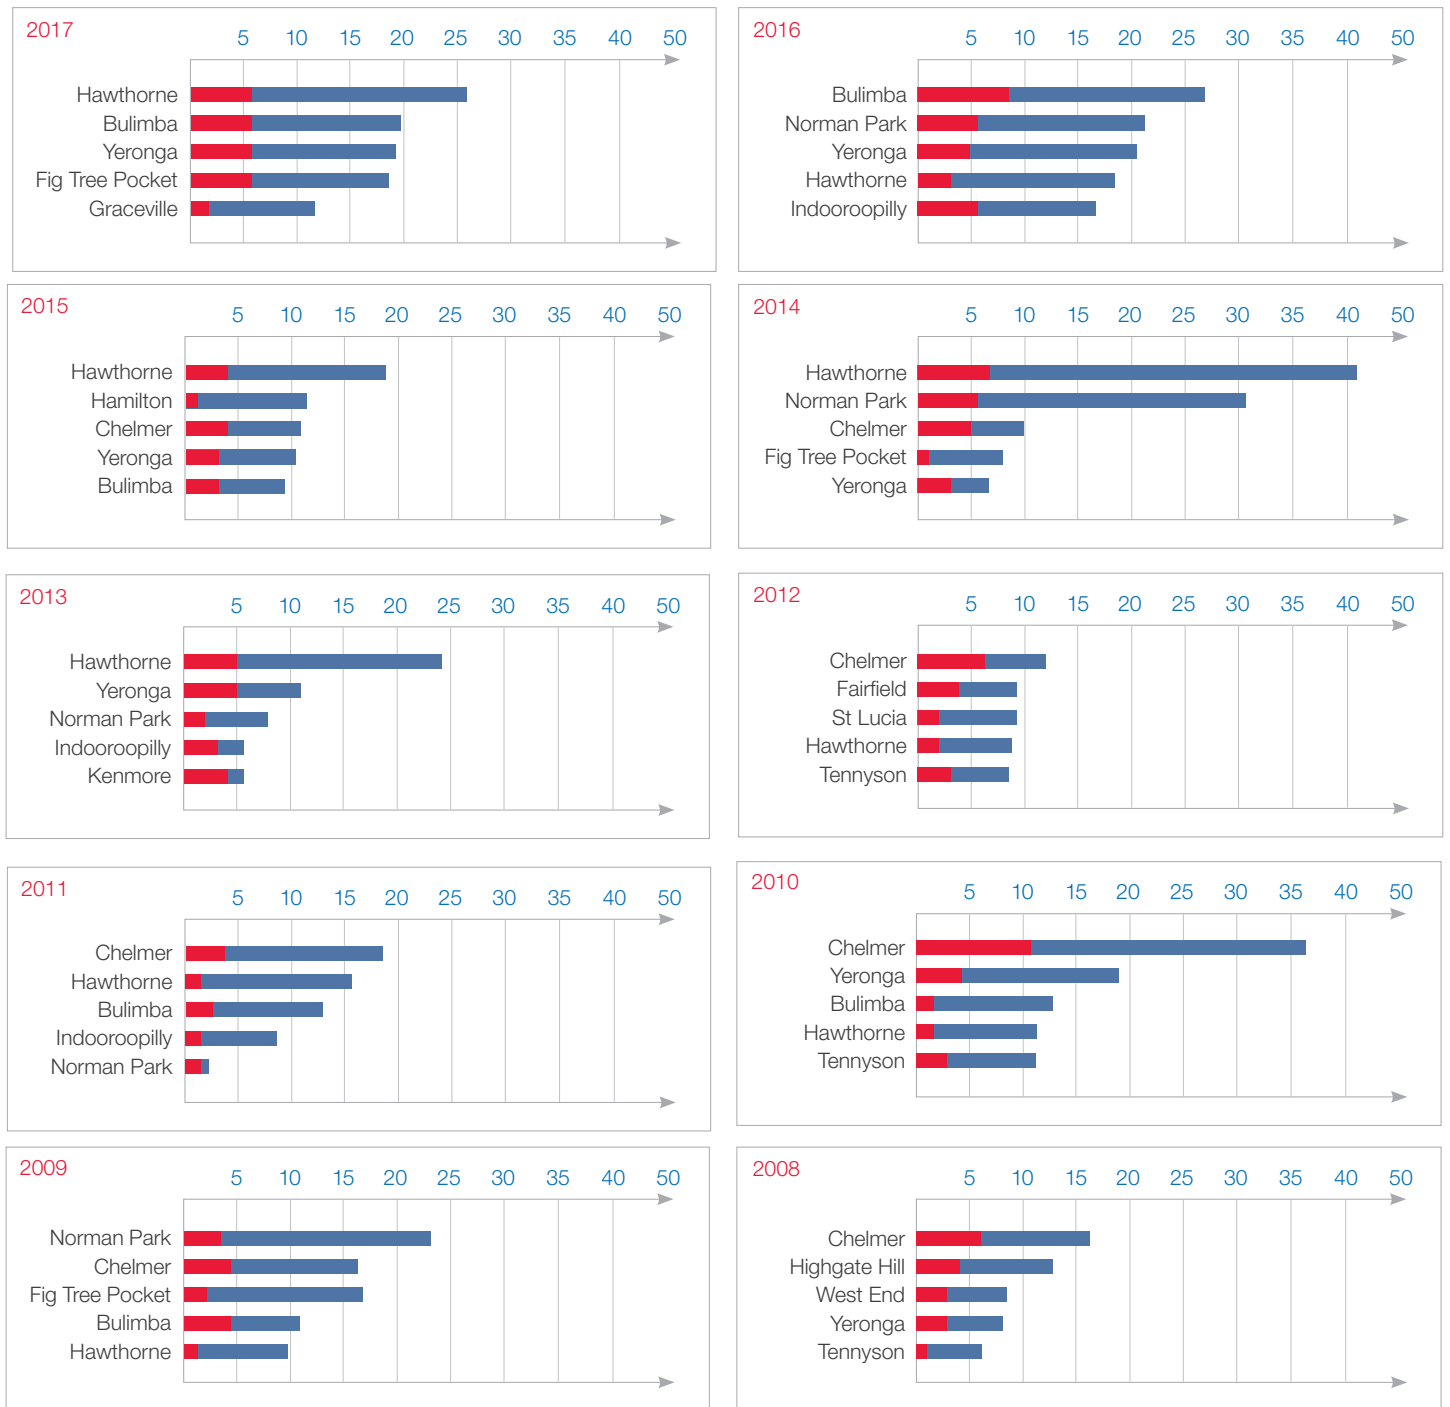 2017
5 10 15 20 25 30 35 40 50
Hawthorne
Bulimba
Yeronga
Fig Tree Pocket
Graceville
2016
5 10 15 20 25 30 35 40 50
Bulimba
Norman Park
Yeronga
Hawthorne
Indooroopilly
2015
5 10 15 20 25 30 35 40 50
Hawthorne
Hamilton
Chelmer
Yeronga
Bulimba
2014
5 10 15 20 25 30 35 40 50
Hawthorne
Norman Park
Chelmer
Fig Tree Pocket
Yeronga
2013
5 10 15 20 25 30 35 40 50
Hawthorne
Yeronga
Norman Park
Indooroopilly
Kenmore
2012
5 10 15 20 25 30 35 40 50
Chelmer
Fairfield
St Lucia
Hawthorne
Tennyson
2011
5 10 15 20 25 30 35 40 50
Chelmer
Hawthorne
Bulimba
Indooroopilly
Norman Park
2010
5 10 15 20 25 30 35 40 50
Chelmer
Yeronga
Bulimba
Hawthorne
Tennyson
2009
5 10 15 20 25 30 35 40 50
Norman Park
Chelmer
Fig Tree Pocket
Bulimba
Hawthorne
2008
5 10 15 20 25 30 35 40 50
Chelmer
Highgate Hill
West End
Yeronga
Tennyson